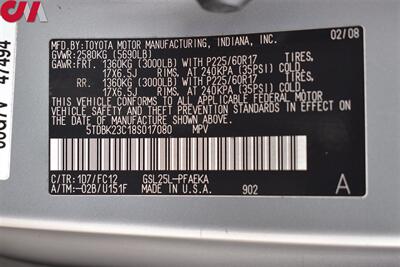 DIAMOND
MFD.BY:TOYOTA MOTOR MANUFACTURING, INDIANA, INC. 02/08
GVWR:2580KG (5690LB)
GAWR:FRT. 1360KG (3000LB) WITH P225/60R17 TIRES,
17X6.5J RIMS, AT 240KPA (35PSI) COLD
RR. 1360KG (3000LB) WITH P225/60R17 TIRES,
17X6.5J RIMS, AT 240KPA (35PSI) COLD
THIS VEHICLE CONFORMS TO ALL APPLICABLE
FEDERAL MOTOR VEHICLE SAFETY AND THEFT
PREVENTION STANDARDS IN EFFECT ON THE
DATE OF MANUFACTURE SHOWN ABOVE.
5TDBK23C18S017080 MPV
C/TR:1D7/FC12 GSL25L-PFAEKA
A/TM:-02B/U151F MADE IN U.S.A. 902 A
47494